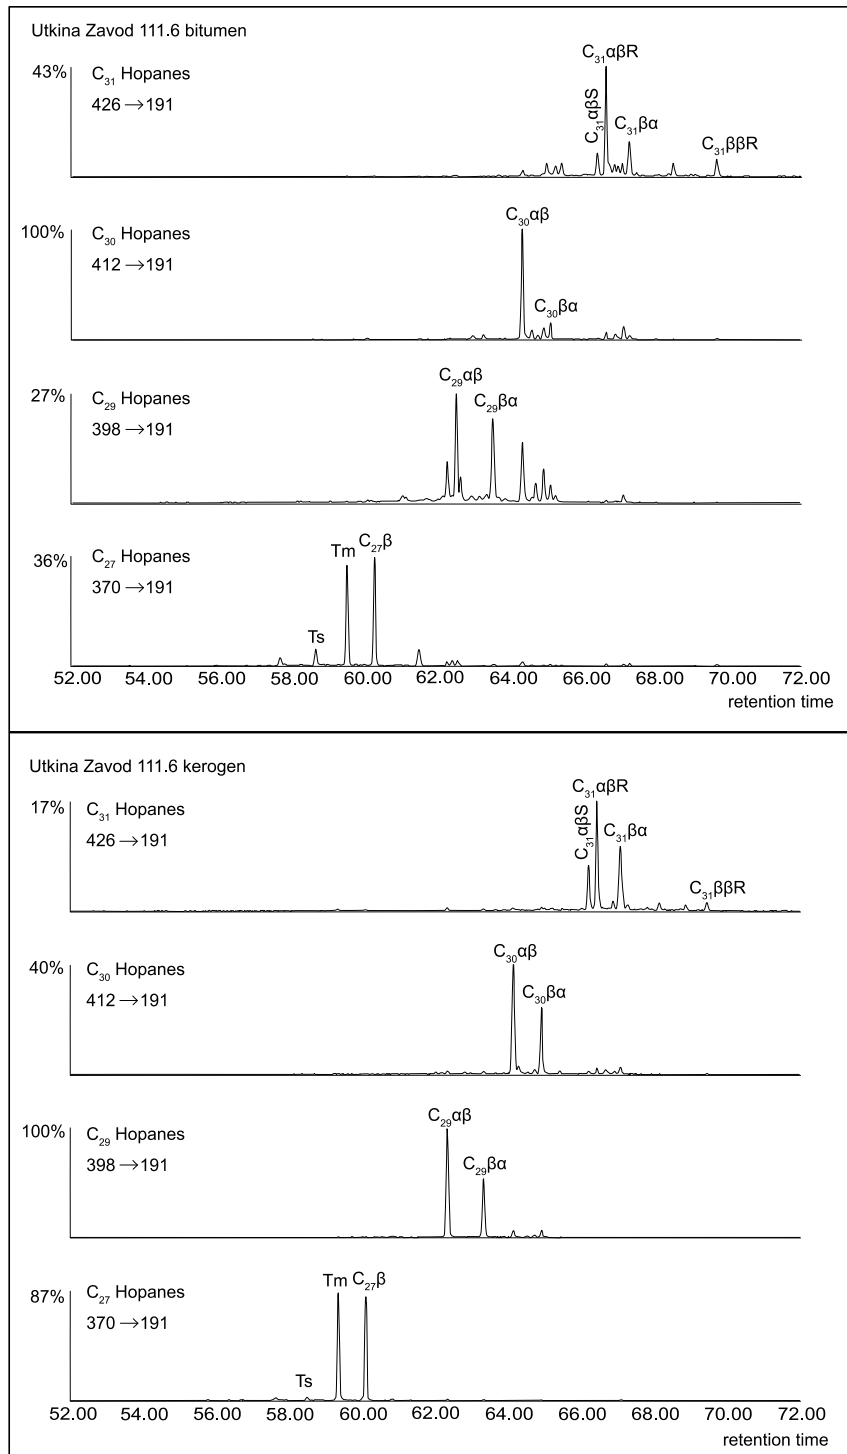 Utkina Zavod 111.6 bitumen
43%
C₃₁ Hopanes
426 →191
C₃₁αβS
C₃₁αβR
C₃₁βα
C₃₁ββR
100%
C₃₀ Hopanes
412 →191
C₃₀αβ
C₃₀βα
27%
C₂₉ Hopanes
398 →191
C₂₉αβ
C₂₉βα
36%
C₂₇ Hopanes
370 →191
Ts
Tm
C₂₇β
52.00 54.00 56.00 58.00 60.00 62.00 64.00 66.00 68.00 70.00 72.00
retention time
Utkina Zavod 111.6 kerogen
17%
C₃₁ Hopanes
426 →191
C₃₁αβS
C₃₁αβR
C₃₁βα
C₃₁ββR
40%
C₃₀ Hopanes
412 →191
C₃₀αβ
C₃₀βα
100%
C₂₉ Hopanes
398 →191
C₂₉αβ
C₂₉βα
87%
C₂₇ Hopanes
370 →191
Ts
Tm
C₂₇β
52.00 54.00 56.00 58.00 60.00 62.00 64.00 66.00 68.00 70.00 72.00
retention time